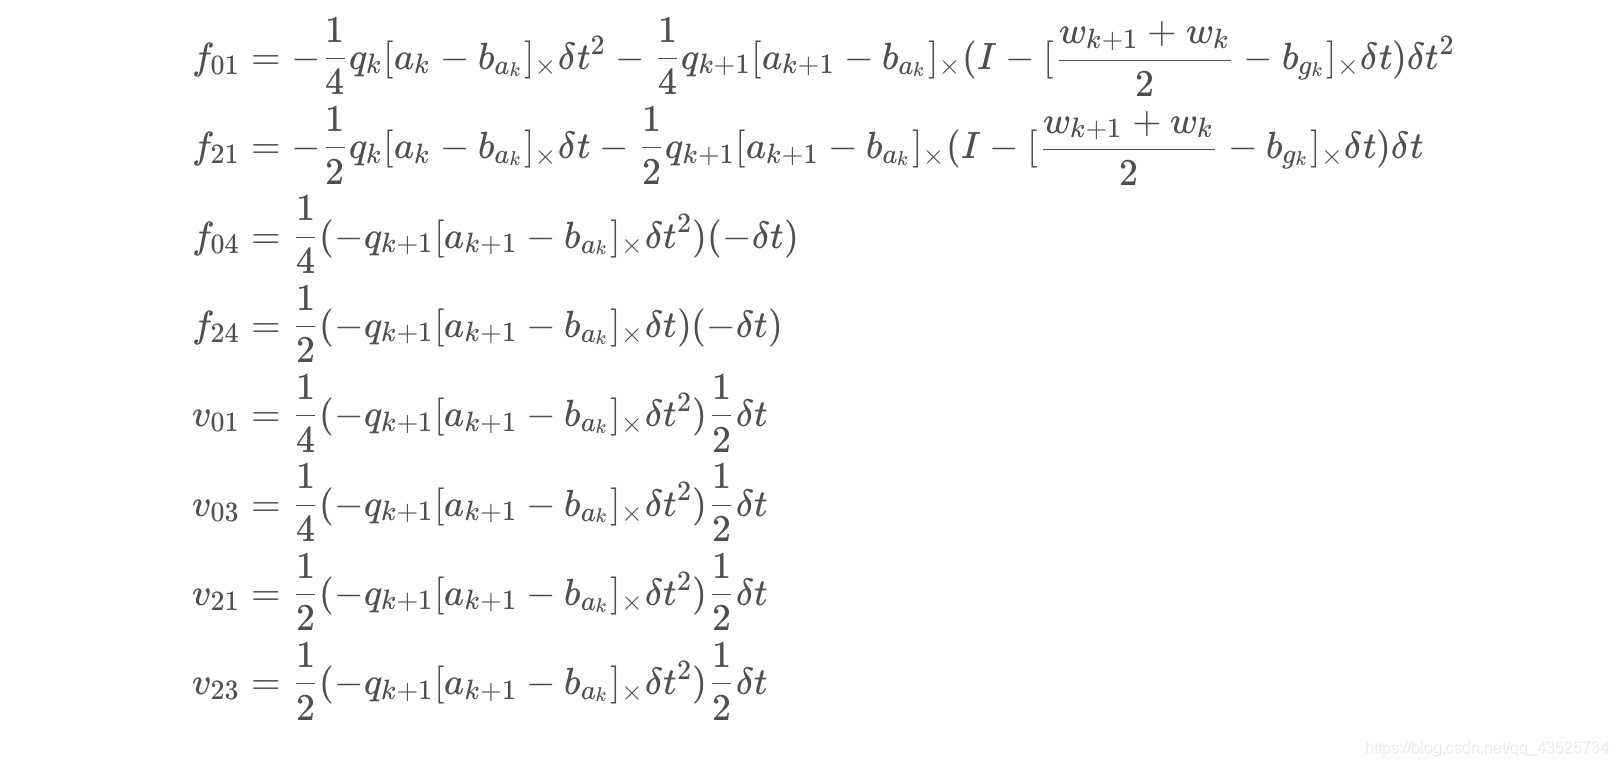 $f_{01} = -\frac{1}{4}q_k[a_k - b_{a_k}]_\times \delta t^2 - \frac{1}{4}q_{k+1}[a_{k+1} - b_{a_k}]_\times (I - [\frac{w_{k+1} + w_k}{2} - b_{g_k}]_\times \delta t)\delta t^2$
$f_{21} = -\frac{1}{2}q_k[a_k - b_{a_k}]_\times \delta t - \frac{1}{2}q_{k+1}[a_{k+1} - b_{a_k}]_\times (I - [\frac{w_{k+1} + w_k}{2} - b_{g_k}]_\times \delta t)\delta t$
$f_{04} = \frac{1}{4}(-q_{k+1}[a_{k+1} - b_{a_k}]_\times \delta t^2)(-\delta t)$
$f_{24} = \frac{1}{2}(-q_{k+1}[a_{k+1} - b_{a_k}]_\times \delta t)(-\delta t)$
$v_{01} = \frac{1}{4}(-q_{k+1}[a_{k+1} - b_{a_k}]_\times \delta t^2)\frac{1}{2}\delta t$
$v_{03} = \frac{1}{4}(-q_{k+1}[a_{k+1} - b_{a_k}]_\times \delta t^2)\frac{1}{2}\delta t$
$v_{21} = \frac{1}{2}(-q_{k+1}[a_{k+1} - b_{a_k}]_\times \delta t^2)\frac{1}{2}\delta t$
$v_{23} = \frac{1}{2}(-q_{k+1}[a_{k+1} - b_{a_k}]_\times \delta t^2)\frac{1}{2}\delta t$
https://blog.csdn.net/qq_43525734